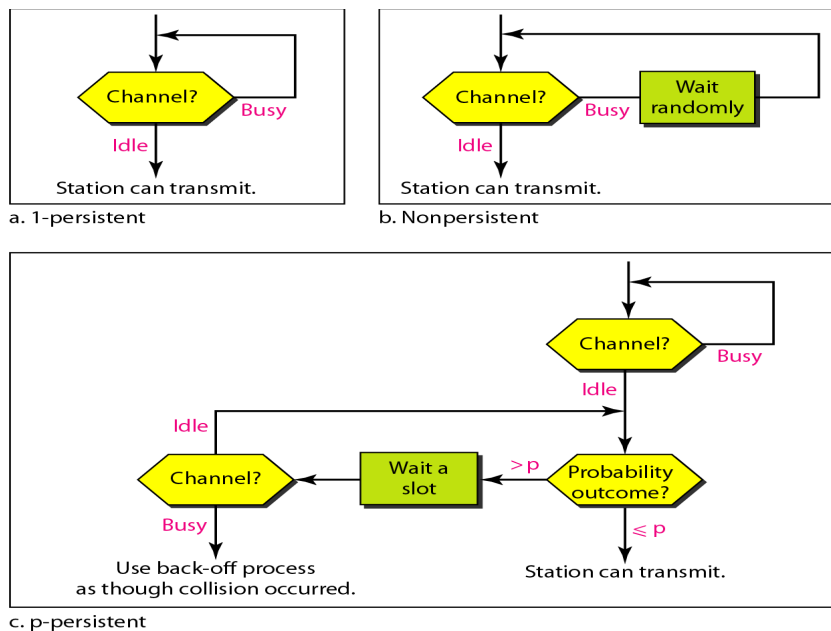 Channel?
Busy
Idle
Station can transmit.
a. 1-persistent
Channel?
Busy
Wait
randomly
Idle
Station can transmit.
b. Nonpersistent
Channel?
Busy
Idle
Probability
outcome?
>p
Wait a
slot
Channel?
Idle
Busy
Use back-off process
as though collision occurred.
≤ p
Station can transmit.
c. p-persistent